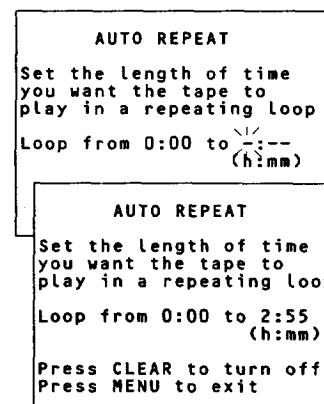 AUTO REPEAT
Set the length of time
you want the tape to
play in a repeating loop
Loop from 0:00 to -:--
(h:mm)
AUTO REPEAT
Set the length of time
you want the tape to
play in a repeating loo
Loop from 0:00 to 2:55
(h:mm)
Press CLEAR to turn off
Press MENU to exit